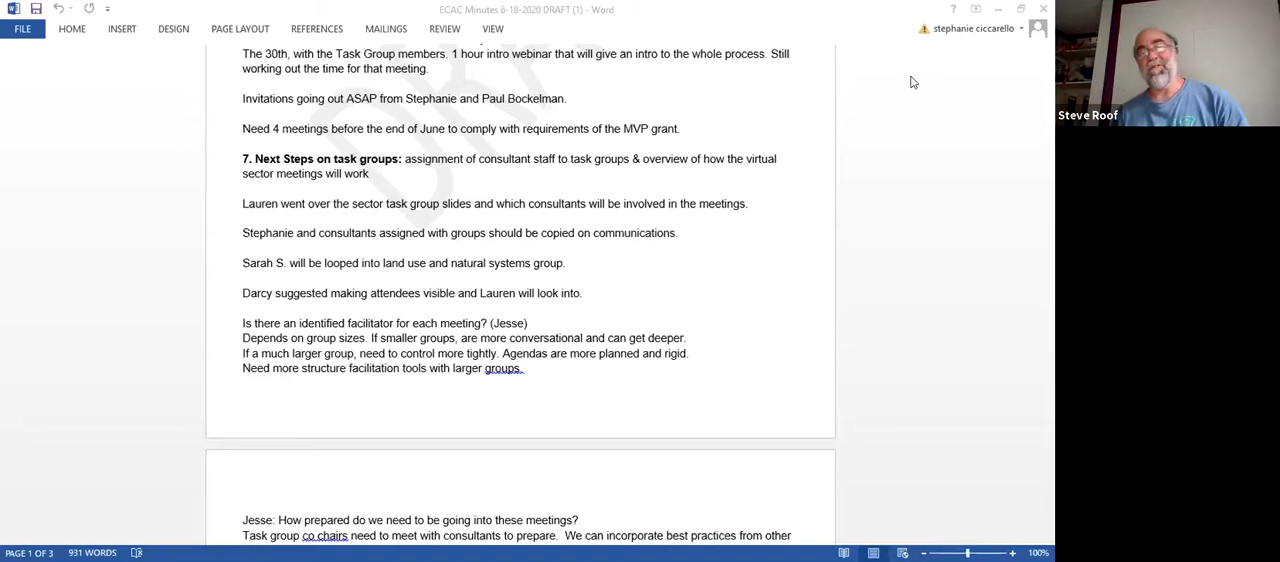 ECAC Minutes 6-18-2020 DRAFT (1) - Word
FILE HOME INSERT DESIGN PAGE LAYOUT REFERENCES MAILINGS REVIEW VIEW stephanie ciccarello
The 30th, with the Task Group members. 1 hour intro webinar that will give an intro to the whole process. Still
working out the time for that meeting.
Invitations going out ASAP from Stephanie and Paul Bockelman.
Need 4 meetings before the end of June to comply with requirements of the MVP grant.
7. Next Steps on task groups: assignment of consultant staff to task groups & overview of how the virtual
sector meetings will work
Lauren went over the sector task group slides and which consultants will be involved in the meetings.
Stephanie and consultants assigned with groups should be copied on communications.
Sarah S. will be looped into land use and natural systems group.
Darcy suggested making attendees visible and Lauren will look into.
Is there an identified facilitator for each meeting? (Jesse)
Depends on group sizes. If smaller groups, are more conversational and can get deeper.
If a much larger group, need to control more tightly. Agendas are more planned and rigid.
Need more structure facilitation tools with larger groups.
Jesse: How prepared do we need to be going into these meetings?
Task group co chairs need to meet with consultants to prepare. We can incorporate best practices from other
PAGE 1 OF 3 931 WORDS 100%
Steve Roof